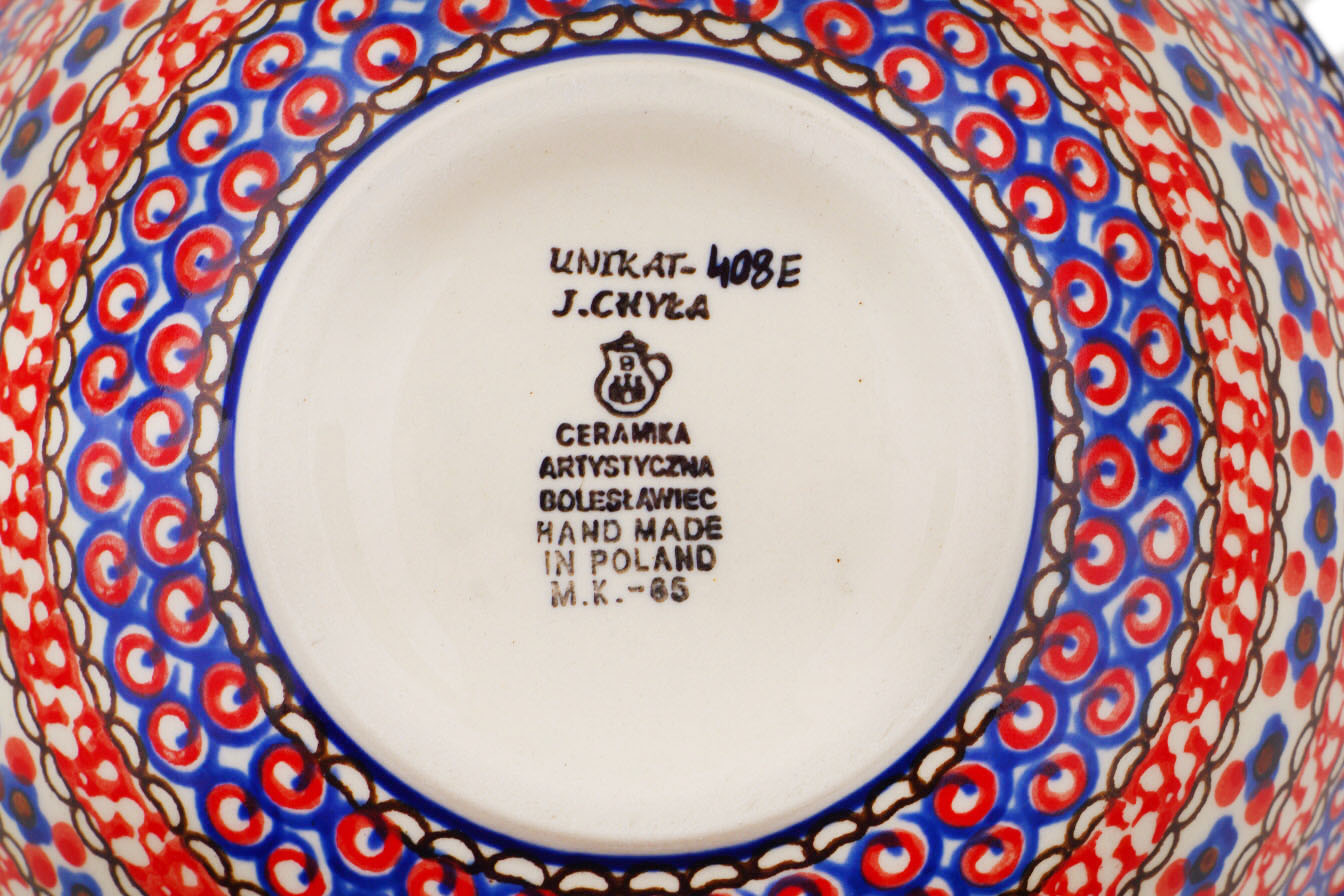 UNIKAT-408E
J.CHYŁA
B
CERAMIKA
ARTYSTYCZNA
BOLESŁAWIEC
HAND MADE
IN POLAND
M.K.-65